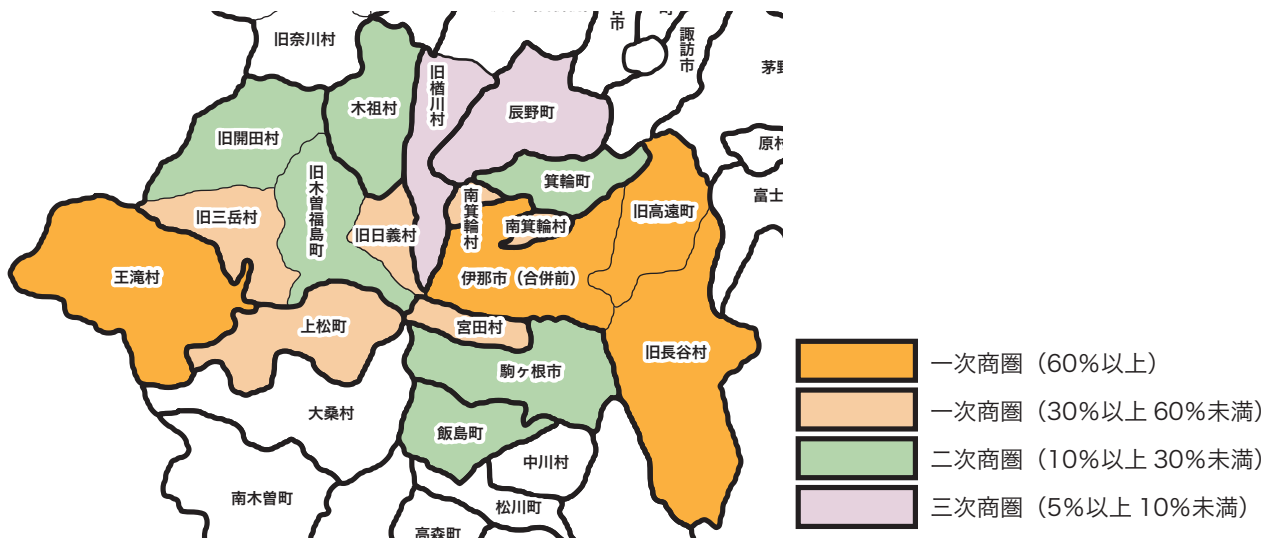 旧奈川村
市
町
諏訪市
茅野
旧楢川村
木祖村
辰野町
旧開田村
原村
箕輪町
旧木曽福島町
南箕輪村
富士
旧三岳村
旧日義村
南箕輪村
旧高遠町
王滝村
伊那市（合併前）
上松町
宮田村
旧長谷村
駒ヶ根市
大桑村
飯島町
中川村
南木曽町
松川町
高森町
一次商圏（60%以上）
一次商圏（30%以上 60%未満）
二次商圏（10%以上 30%未満）
三次商圏（5%以上 10%未満）